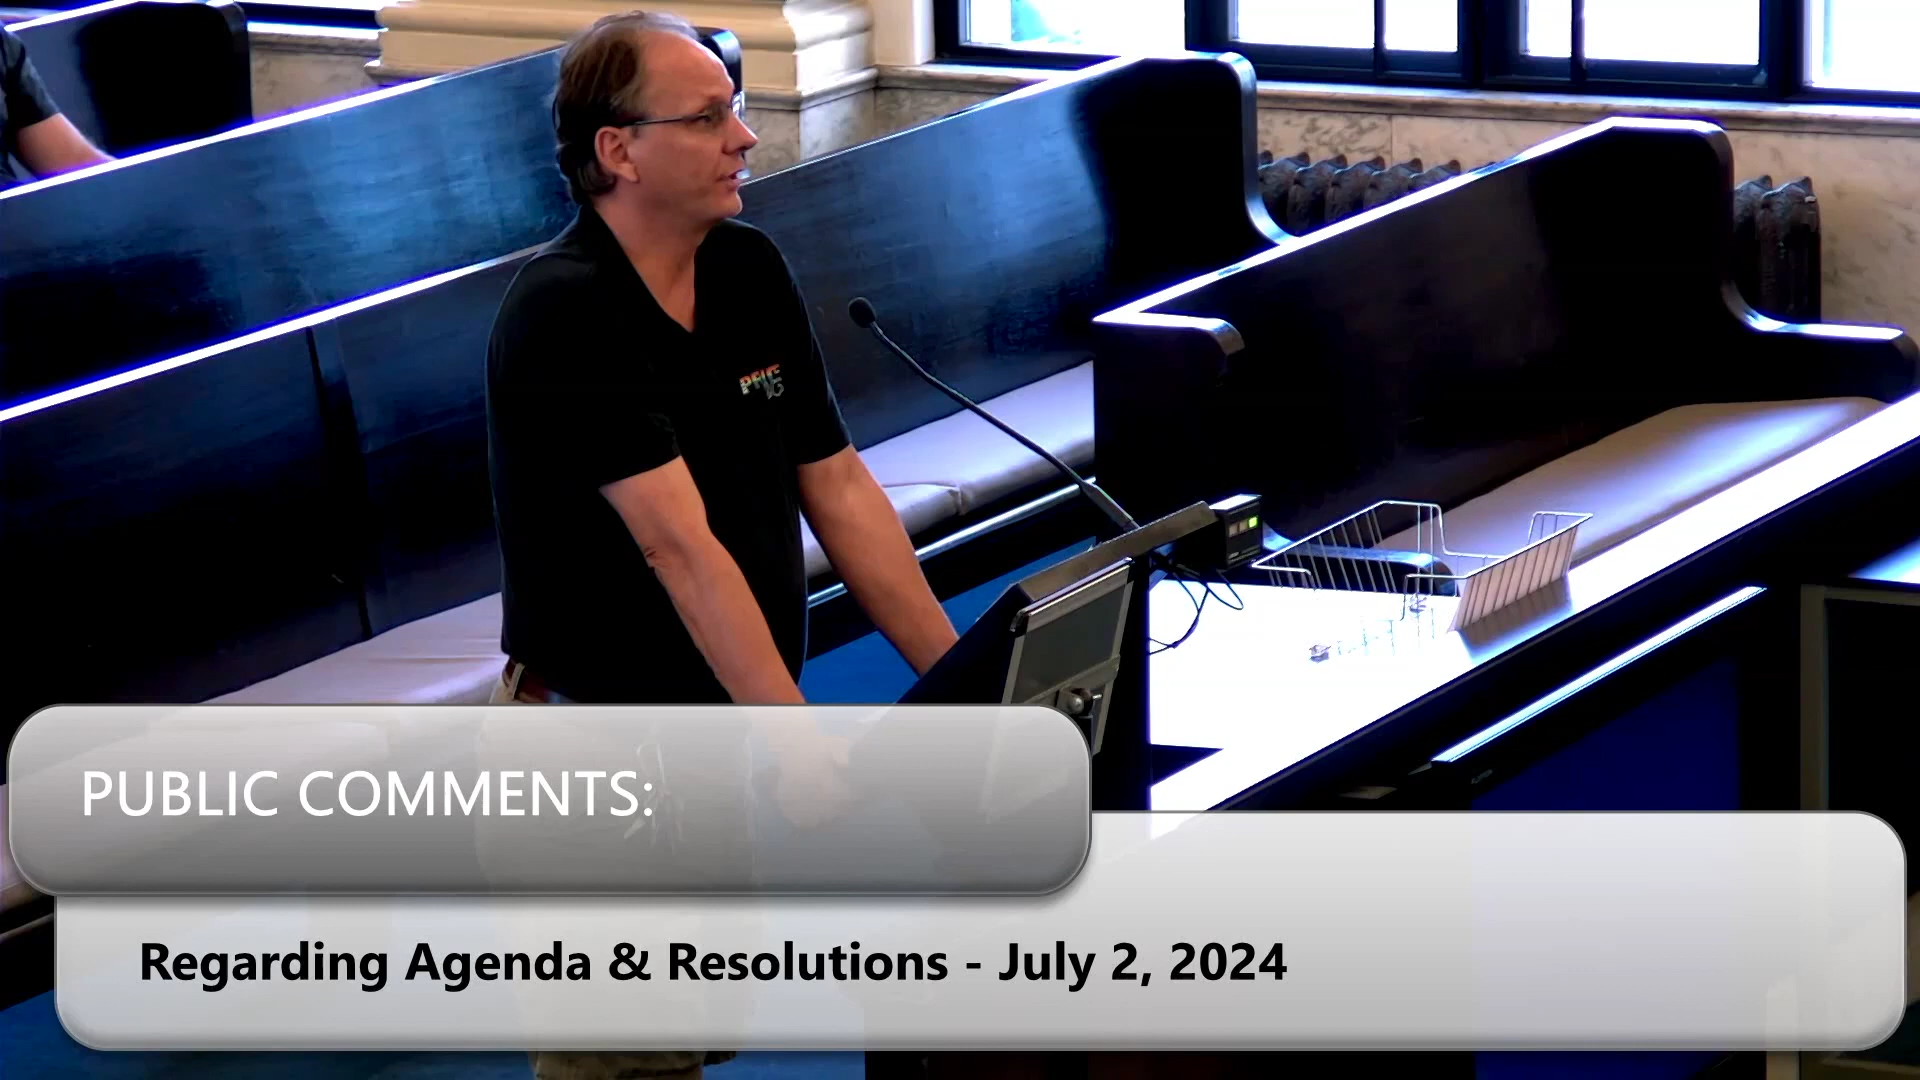 PUBLIC COMMENTS:
Regarding Agenda & Resolutions - July 2, 2024